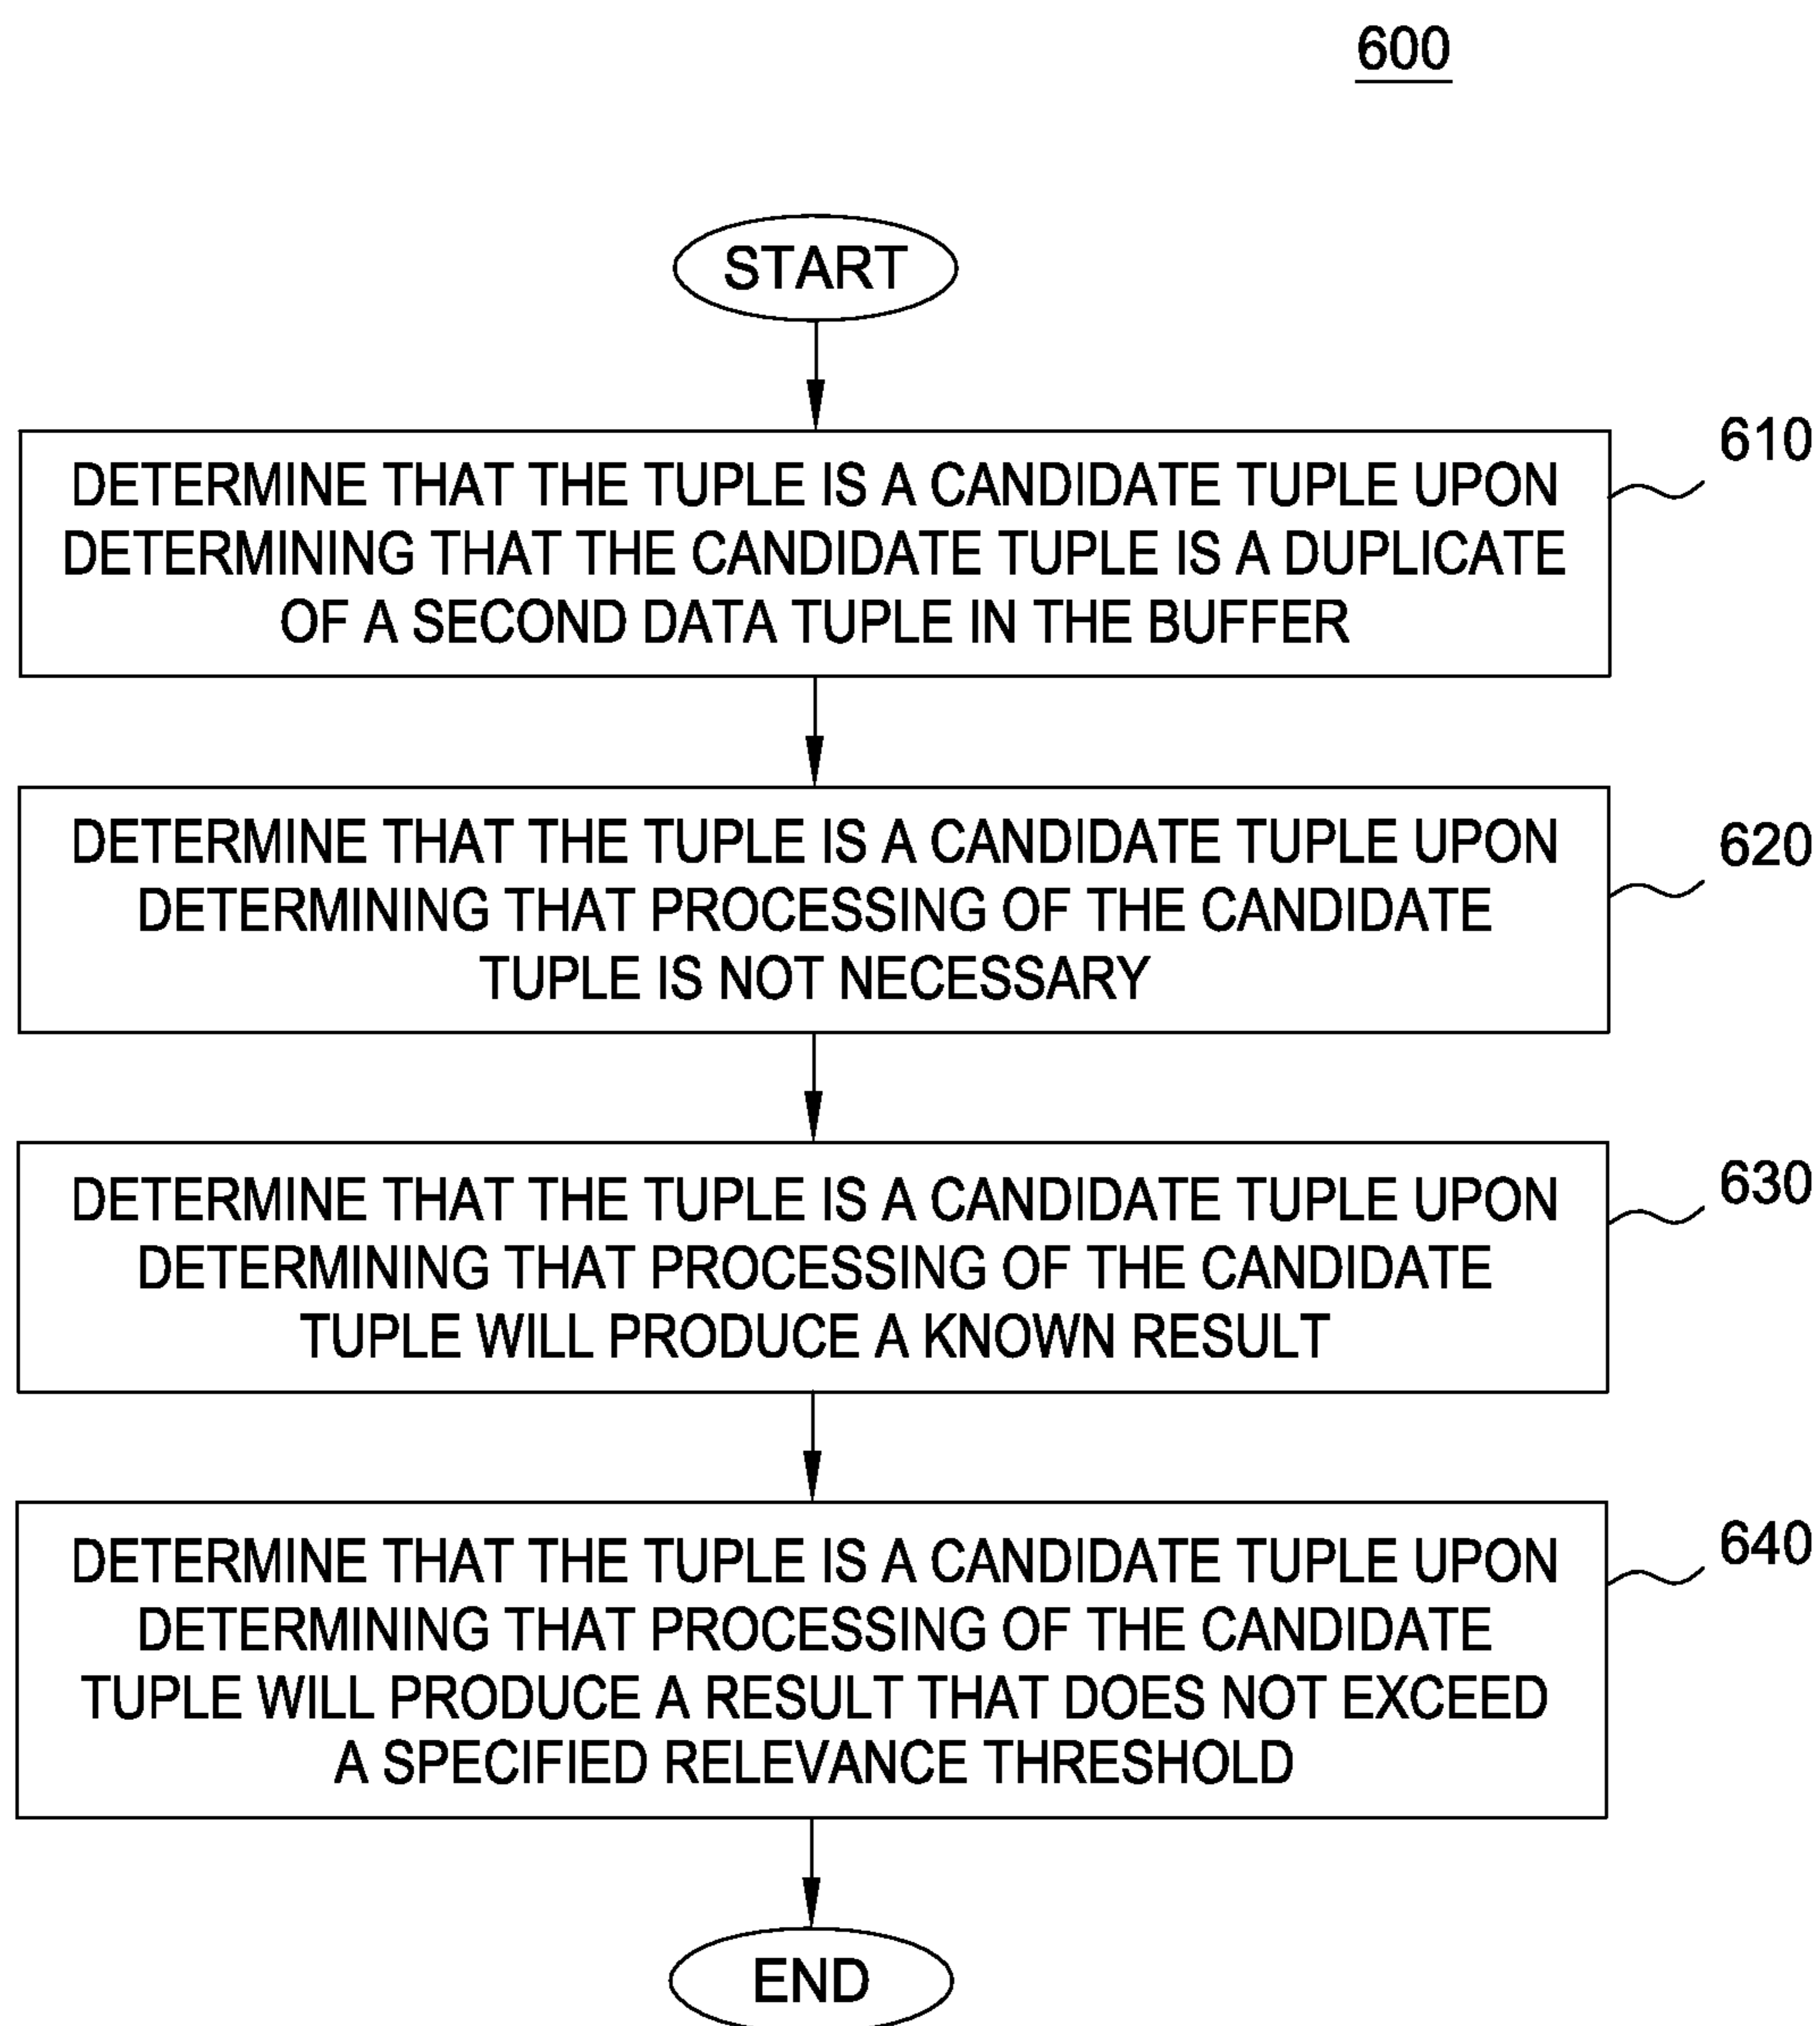 600
START
DETERMINE THAT THE TUPLE IS A CANDIDATE TUPLE UPON
DETERMINING THAT THE CANDIDATE TUPLE IS A DUPLICATE
OF A SECOND DATA TUPLE IN THE BUFFER
610
DETERMINE THAT THE TUPLE IS A CANDIDATE TUPLE UPON
DETERMINING THAT PROCESSING OF THE CANDIDATE
TUPLE IS NOT NECESSARY
620
DETERMINE THAT THE TUPLE IS A CANDIDATE TUPLE UPON
DETERMINING THAT PROCESSING OF THE CANDIDATE
TUPLE WILL PRODUCE A KNOWN RESULT
630
DETERMINE THAT THE TUPLE IS A CANDIDATE TUPLE UPON
DETERMINING THAT PROCESSING OF THE CANDIDATE
TUPLE WILL PRODUCE A RESULT THAT DOES NOT EXCEED
A SPECIFIED RELEVANCE THRESHOLD
640
END